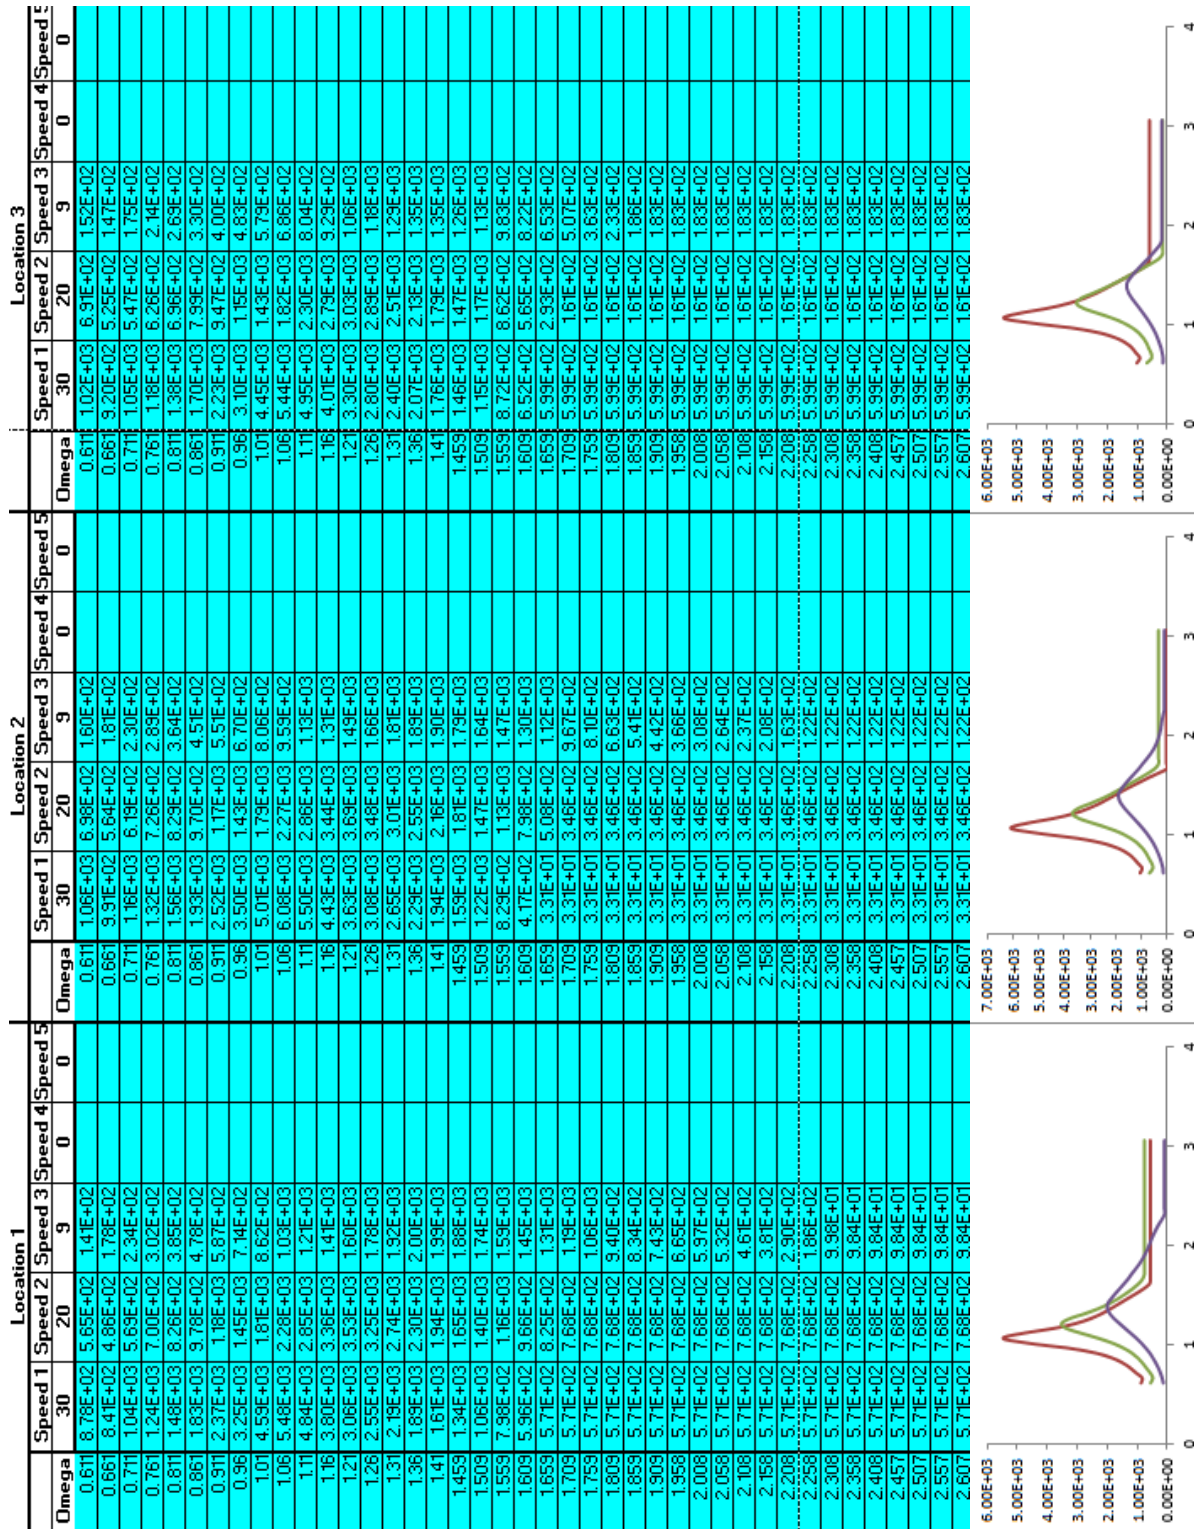 Location 1 Location 2 Location 3
Speed 1 Speed 2 Speed 3 Speed 4 Speed 5 Speed 1 Speed 2 Speed 3 Speed 4 Speed 5 Speed 1 Speed 2 Speed 3 Speed 4 Speed 5
Omega 30 20 9 0 0 Omega 30 20 9 0 0 Omega 30 20 9 0 0
0.611 8.78E+02 5.65E+02 1.41E+02 0.611 1.06E+03 6.98E+02 1.60E+02 0.611 1.02E+03 6.91E+02 1.52E+02
0.661 8.41E+02 4.86E+02 1.78E+02 0.661 9.91E+02 5.64E+02 1.81E+02 0.661 9.20E+02 5.25E+02 1.47E+02
0.711 1.04E+03 5.69E+02 2.34E+02 0.711 1.16E+03 6.19E+02 2.30E+02 0.711 1.05E+03 5.47E+02 1.75E+02
0.761 1.24E+03 7.00E+02 3.02E+02 0.761 1.32E+03 7.26E+02 2.89E+02 0.761 1.18E+03 6.26E+02 2.14E+02
0.811 1.48E+03 8.26E+02 3.85E+02 0.811 1.56E+03 8.29E+02 3.64E+02 0.811 1.38E+03 6.96E+02 2.69E+02
0.861 1.83E+03 9.78E+02 4.78E+02 0.861 1.93E+03 9.70E+02 4.51E+02 0.861 1.70E+03 7.99E+02 3.30E+02
0.911 2.37E+03 1.18E+03 5.87E+02 0.911 2.52E+03 1.17E+03 5.51E+02 0.911 2.23E+03 9.47E+02 4.00E+02
0.96 3.25E+03 1.45E+03 7.14E+02 0.96 3.50E+03 1.43E+03 6.70E+02 0.96 3.10E+03 1.15E+03 4.83E+02
1.01 4.59E+03 1.81E+03 8.62E+02 1.01 5.01E+03 1.79E+03 8.06E+02 1.01 4.45E+03 1.43E+03 5.79E+02
1.06 5.48E+03 2.28E+03 1.03E+03 1.06 6.08E+03 2.27E+03 9.59E+02 1.06 5.44E+03 1.82E+03 6.86E+02
1.11 4.84E+03 2.85E+03 1.21E+03 1.11 5.50E+03 2.86E+03 1.13E+03 1.11 4.95E+03 2.30E+03 8.04E+02
1.16 3.80E+03 3.36E+03 1.41E+03 1.16 4.43E+03 3.44E+03 1.31E+03 1.16 4.01E+03 2.79E+03 9.29E+02
1.21 3.06E+03 3.53E+03 1.60E+03 1.21 3.63E+03 3.69E+03 1.49E+03 1.21 3.30E+03 3.03E+03 1.06E+03
1.26 2.55E+03 3.25E+03 1.78E+03 1.26 3.08E+03 3.48E+03 1.66E+03 1.26 2.80E+03 2.89E+03 1.18E+03
1.31 2.19E+03 2.74E+03 1.92E+03 1.31 2.65E+03 3.01E+03 1.81E+03 1.31 2.40E+03 2.51E+03 1.29E+03
1.36 1.89E+03 2.30E+03 2.00E+03 1.36 2.29E+03 2.55E+03 1.89E+03 1.36 2.07E+03 2.13E+03 1.35E+03
1.41 1.61E+03 1.94E+03 1.99E+03 1.41 1.94E+03 2.16E+03 1.90E+03 1.41 1.76E+03 1.79E+03 1.35E+03
1.459 1.34E+03 1.65E+03 1.88E+03 1.459 1.59E+03 1.81E+03 1.79E+03 1.459 1.46E+03 1.47E+03 1.26E+03
1.509 1.06E+03 1.40E+03 1.74E+03 1.509 1.22E+03 1.47E+03 1.64E+03 1.509 1.15E+03 1.17E+03 1.13E+03
1.559 7.98E+02 1.16E+03 1.59E+03 1.559 8.29E+02 1.13E+03 1.47E+03 1.559 8.72E+02 8.62E+02 9.83E+02
1.609 5.96E+02 9.66E+02 1.45E+03 1.609 4.17E+02 7.98E+02 1.30E+03 1.609 6.52E+02 5.65E+02 8.22E+02
1.659 5.71E+02 8.25E+02 1.31E+03 1.659 3.31E+01 5.08E+02 1.12E+03 1.659 5.99E+02 2.93E+02 6.53E+02
1.709 5.71E+02 7.68E+02 1.19E+03 1.709 3.31E+01 3.46E+02 9.67E+02 1.709 5.99E+02 1.61E+02 5.07E+02
1.759 5.71E+02 7.68E+02 1.06E+03 1.759 3.31E+01 3.46E+02 8.10E+02 1.759 5.99E+02 1.61E+02 3.63E+02
1.809 5.71E+02 7.68E+02 9.40E+02 1.809 3.31E+01 3.46E+02 6.63E+02 1.809 5.99E+02 1.61E+02 2.33E+02
1.859 5.71E+02 7.68E+02 8.34E+02 1.859 3.31E+01 3.46E+02 5.41E+02 1.859 5.99E+02 1.61E+02 1.86E+02
1.909 5.71E+02 7.68E+02 7.43E+02 1.909 3.31E+01 3.46E+02 4.42E+02 1.909 5.99E+02 1.61E+02 1.83E+02
1.958 5.71E+02 7.68E+02 6.65E+02 1.958 3.31E+01 3.46E+02 3.66E+02 1.958 5.99E+02 1.61E+02 1.83E+02
2.008 5.71E+02 7.68E+02 5.97E+02 2.008 3.31E+01 3.46E+02 3.08E+02 2.008 5.99E+02 1.61E+02 1.83E+02
2.058 5.71E+02 7.68E+02 5.32E+02 2.058 3.31E+01 3.46E+02 2.64E+02 2.058 5.99E+02 1.61E+02 1.83E+02
2.108 5.71E+02 7.68E+02 4.61E+02 2.108 3.31E+01 3.46E+02 2.37E+02 2.108 5.99E+02 1.61E+02 1.83E+02
2.158 5.71E+02 7.68E+02 3.81E+02 2.158 3.31E+01 3.46E+02 2.08E+02 2.158 5.99E+02 1.61E+02 1.83E+02
2.208 5.71E+02 7.68E+02 2.90E+02 2.208 3.31E+01 3.46E+02 1.63E+02 2.208 5.99E+02 1.61E+02 1.83E+02
2.258 5.71E+02 7.68E+02 1.86E+02 2.258 3.31E+01 3.46E+02 1.22E+02 2.258 5.99E+02 1.61E+02 1.83E+02
2.308 5.71E+02 7.68E+02 9.98E+01 2.308 3.31E+01 3.46E+02 1.22E+02 2.308 5.99E+02 1.61E+02 1.83E+02
2.358 5.71E+02 7.68E+02 9.84E+01 2.358 3.31E+01 3.46E+02 1.22E+02 2.358 5.99E+02 1.61E+02 1.83E+02
2.408 5.71E+02 7.68E+02 9.84E+01 2.408 3.31E+01 3.46E+02 1.22E+02 2.408 5.99E+02 1.61E+02 1.83E+02
2.457 5.71E+02 7.68E+02 9.84E+01 2.457 3.31E+01 3.46E+02 1.22E+02 2.457 5.99E+02 1.61E+02 1.83E+02
2.507 5.71E+02 7.68E+02 9.84E+01 2.507 3.31E+01 3.46E+02 1.22E+02 2.507 5.99E+02 1.61E+02 1.83E+02
2.557 5.71E+02 7.68E+02 9.84E+01 2.557 3.31E+01 3.46E+02 1.22E+02 2.557 5.99E+02 1.61E+02 1.83E+02
2.607 5.71E+02 7.68E+02 9.84E+01 2.607 3.31E+01 3.46E+02 1.22E+02 2.607 5.99E+02 1.61E+02 1.83E+02
6.00E+03
5.00E+03
4.00E+03
3.00E+03
2.00E+03
1.00E+03
0.00E+00
0 1 2 3 4
7.00E+03
6.00E+03
5.00E+03
4.00E+03
3.00E+03
2.00E+03
1.00E+03
0.00E+00
0 1 2 3 4
6.00E+03
5.00E+03
4.00E+03
3.00E+03
2.00E+03
1.00E+03
0.00E+00
0 1 2 3 4